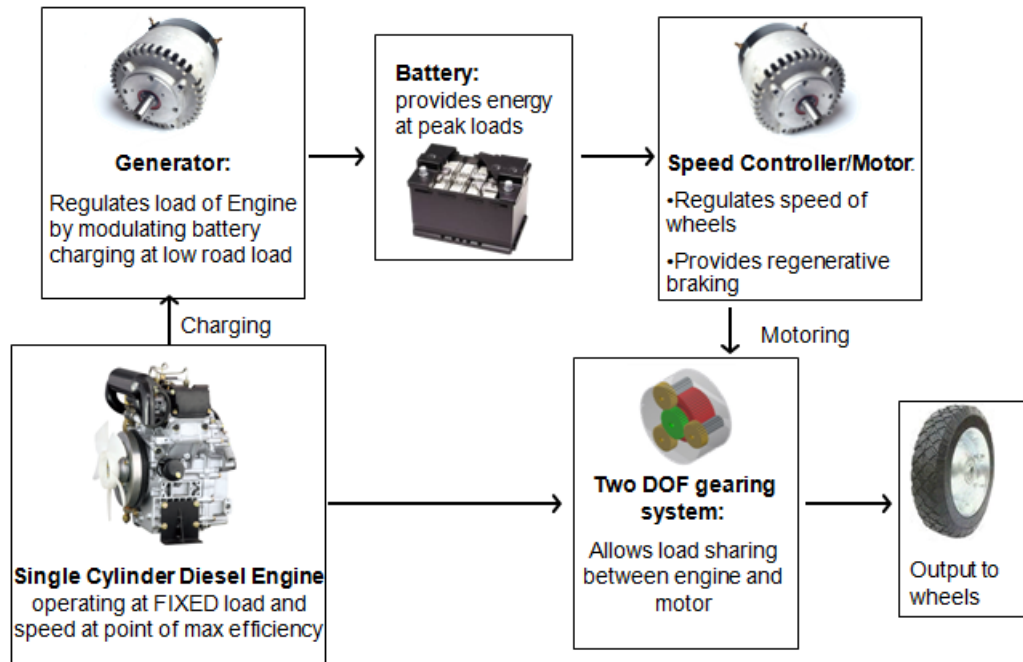 Generator:
Regulates load of Engine
by modulating battery
charging at low road load
Battery:
provides energy
at peak loads
Speed Controller/Motor:
•Regulates speed of
wheels
•Provides regenerative
braking
Charging
Motoring
Single Cylinder Diesel Engine
operating at FIXED load and
speed at point of max efficiency
Two DOF gearing
system:
Allows load sharing
between engine and
motor
Output to
wheels